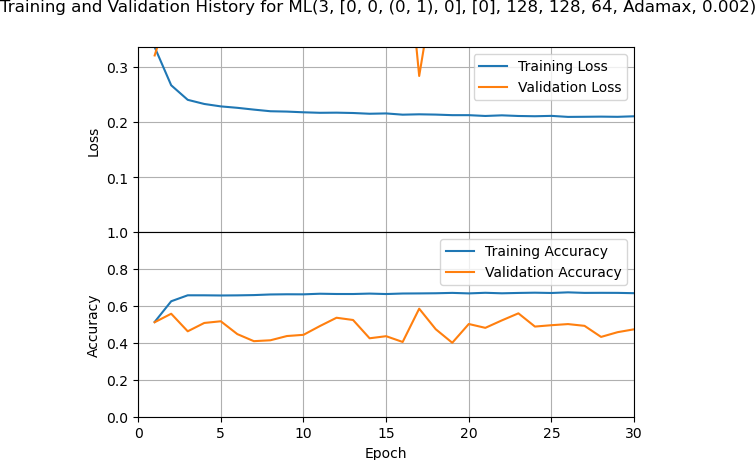 Training and Validation History for ML(3, [0, 0, (0, 1), 0], [0], 128, 128, 64, Adamax, 0.002)
0.3
0.2
0.1
Loss
Training Loss
Validation Loss
1.0
0.8
0.6
0.4
0.2
0.0
Accuracy
Training Accuracy
Validation Accuracy
0 5 10 15 20 25 30
Epoch